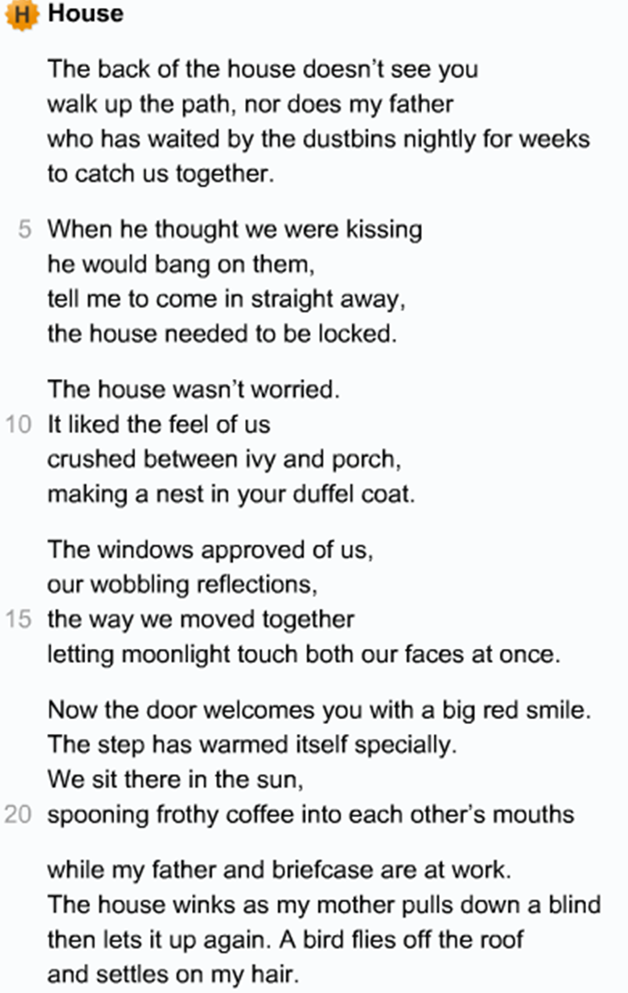 H House
The back of the house doesn't see you
walk up the path, nor does my father
who has waited by the dustbins nightly for weeks
to catch us together.
5 When he thought we were kissing
he would bang on them,
tell me to come in straight away,
the house needed to be locked.
The house wasn't worried.
10 It liked the feel of us
crushed between ivy and porch,
making a nest in your duffel coat.
The windows approved of us,
our wobbling reflections,
15 the way we moved together
letting moonlight touch both our faces at once.
Now the door welcomes you with a big red smile.
The step has warmed itself specially.
We sit there in the sun,
20 spooning frothy coffee into each other's mouths
while my father and briefcase are at work.
The house winks as my mother pulls down a blind
then lets it up again. A bird flies off the roof
and settles on my hair.